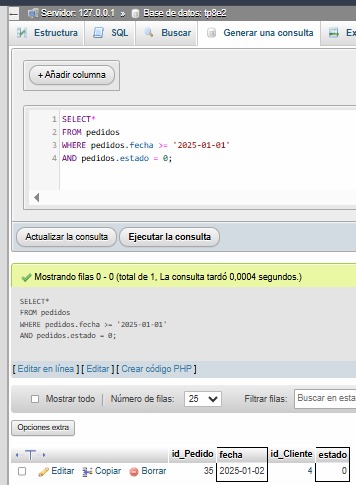 Servidor: 127.0.0.1 » Base de datos: tp8e2
Estructura SQL Buscar Generar una consulta Ex
+ Añadir columna
1 SELECT*
2 FROM pedidos
3 WHERE pedidos.fecha >= '2025-01-01'
4 AND pedidos.estado = 0;
Actualizar la consulta Ejecutar la consulta
Mostrando filas 0 - 0 (total de 1, La consulta tardó 0,0004 segundos.)
SELECT*
FROM pedidos
WHERE pedidos.fecha >= '2025-01-01'
AND pedidos.estado = 0;
[ Editar en línea ] [ Editar ] [ Crear código PHP ]
Mostrar todo Número de filas: 25 Filtrar filas: Buscar en esta
Opciones extra
id_Pedido fecha id_Cliente estado
Editar Copiar Borrar 35 2025-01-02 4 0